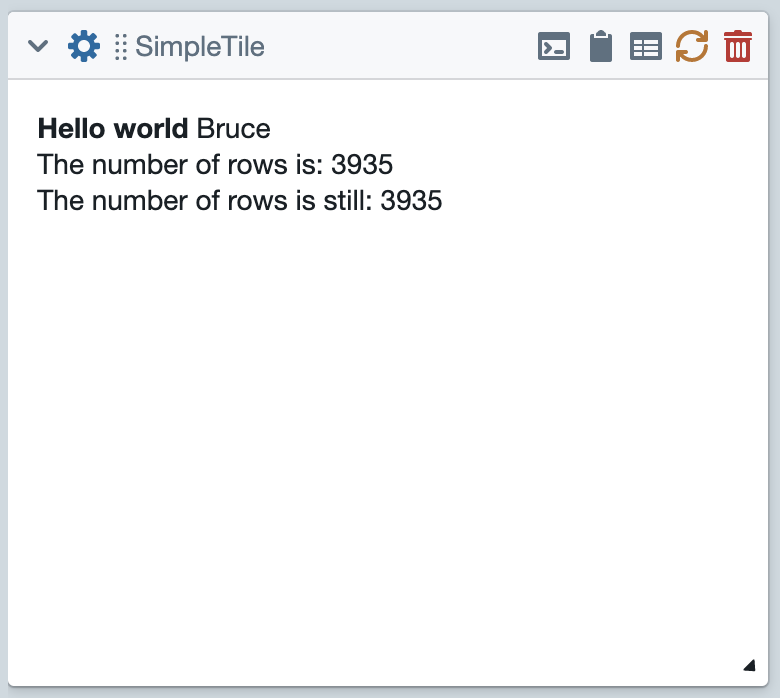 SimpleTile
Hello world Bruce
The number of rows is: 3935
The number of rows is still: 3935